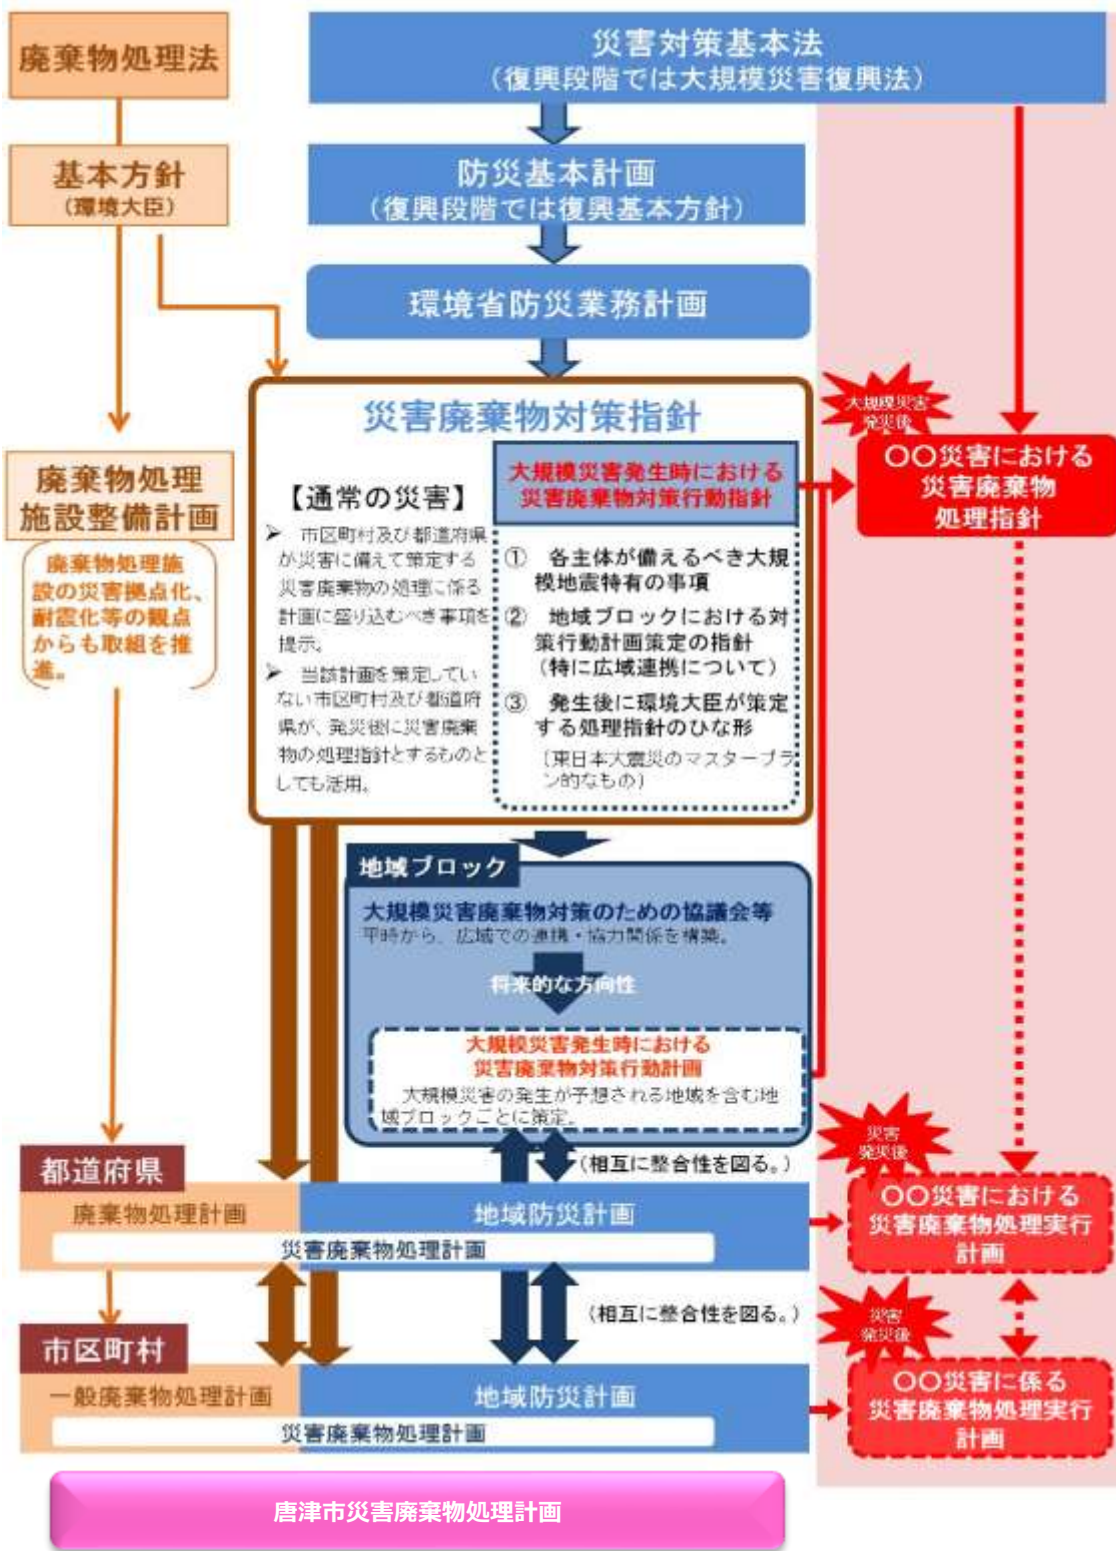 廃棄物処理法
災害対策基本法
(復興段階では大規模災害復興法)
基本方針
(環境大臣)
防災基本計画
(復興段階では復興基本方針)
環境省防災業務計画
災害廃棄物対策指針
【通常の災害】
➢ 市区町村及び都道府県
が災害に備えて策定する
災害廃棄物の処理に係る
計画に盛り込むべき事項を
提示。
➢ 当該計画を策定してい
ない市区町村及び都道府
県が、発災後に災害廃棄
物の処理指針とするものと
しても活用。
大規模災害発生時における
災害廃棄物対策行動指針
① 各主体が備えるべき大規
模地震特有の事項
② 地域ブロックにおける対
策行動計画策定の指針
(特に広域連携について)
③ 発生後に環境大臣が策定
する処理指針のひな形
(東日本大震災のマスタープラ
ン的なもの)
大規模災害
発災後
〇〇災害における
災害廃棄物
処理指針
廃棄物処理
施設整備計画
廃棄物処理施
設の災害拠点化、
耐震化等の観点
からも取組を推
進。
地域ブロック
大規模災害廃棄物対策のための協議会等
平時から、広域での連携・協力関係を構築。
将来的な方向性
大規模災害発生時における
災害廃棄物対策行動計画
大規模災害の発生が予想される地域を含む地
域ブロックごとに策定。
(相互に整合性を図る。)
都道府県
廃棄物処理計画
地域防災計画
災害廃棄物処理計画
災害
発災後
〇〇災害における
災害廃棄物処理実行
計画
(相互に整合性を図る。)
市区町村
一般廃棄物処理計画
地域防災計画
災害廃棄物処理計画
災害
発災後
〇〇災害に係る
災害廃棄物処理実行
計画
唐津市災害廃棄物処理計画